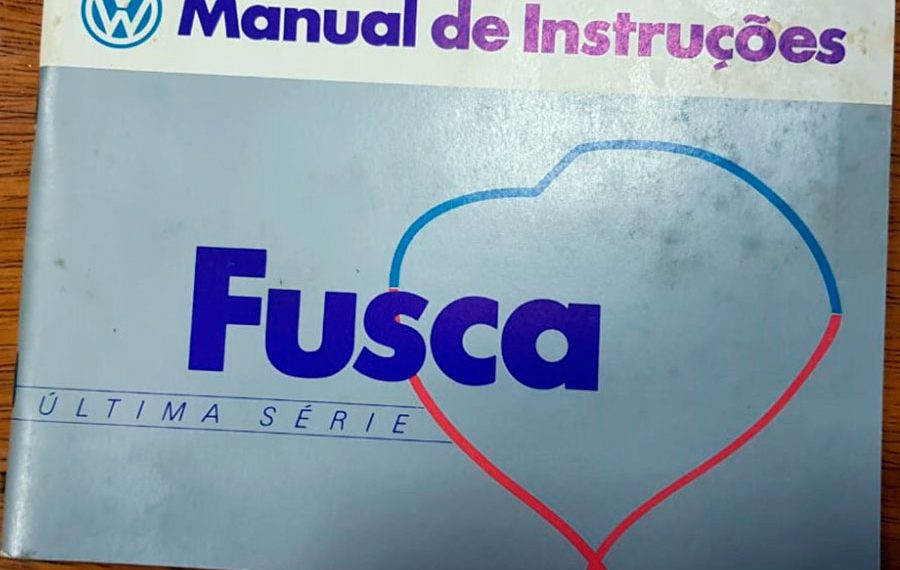 Manual de Instruções
Fusca
ÚLTIMA SÉRIE